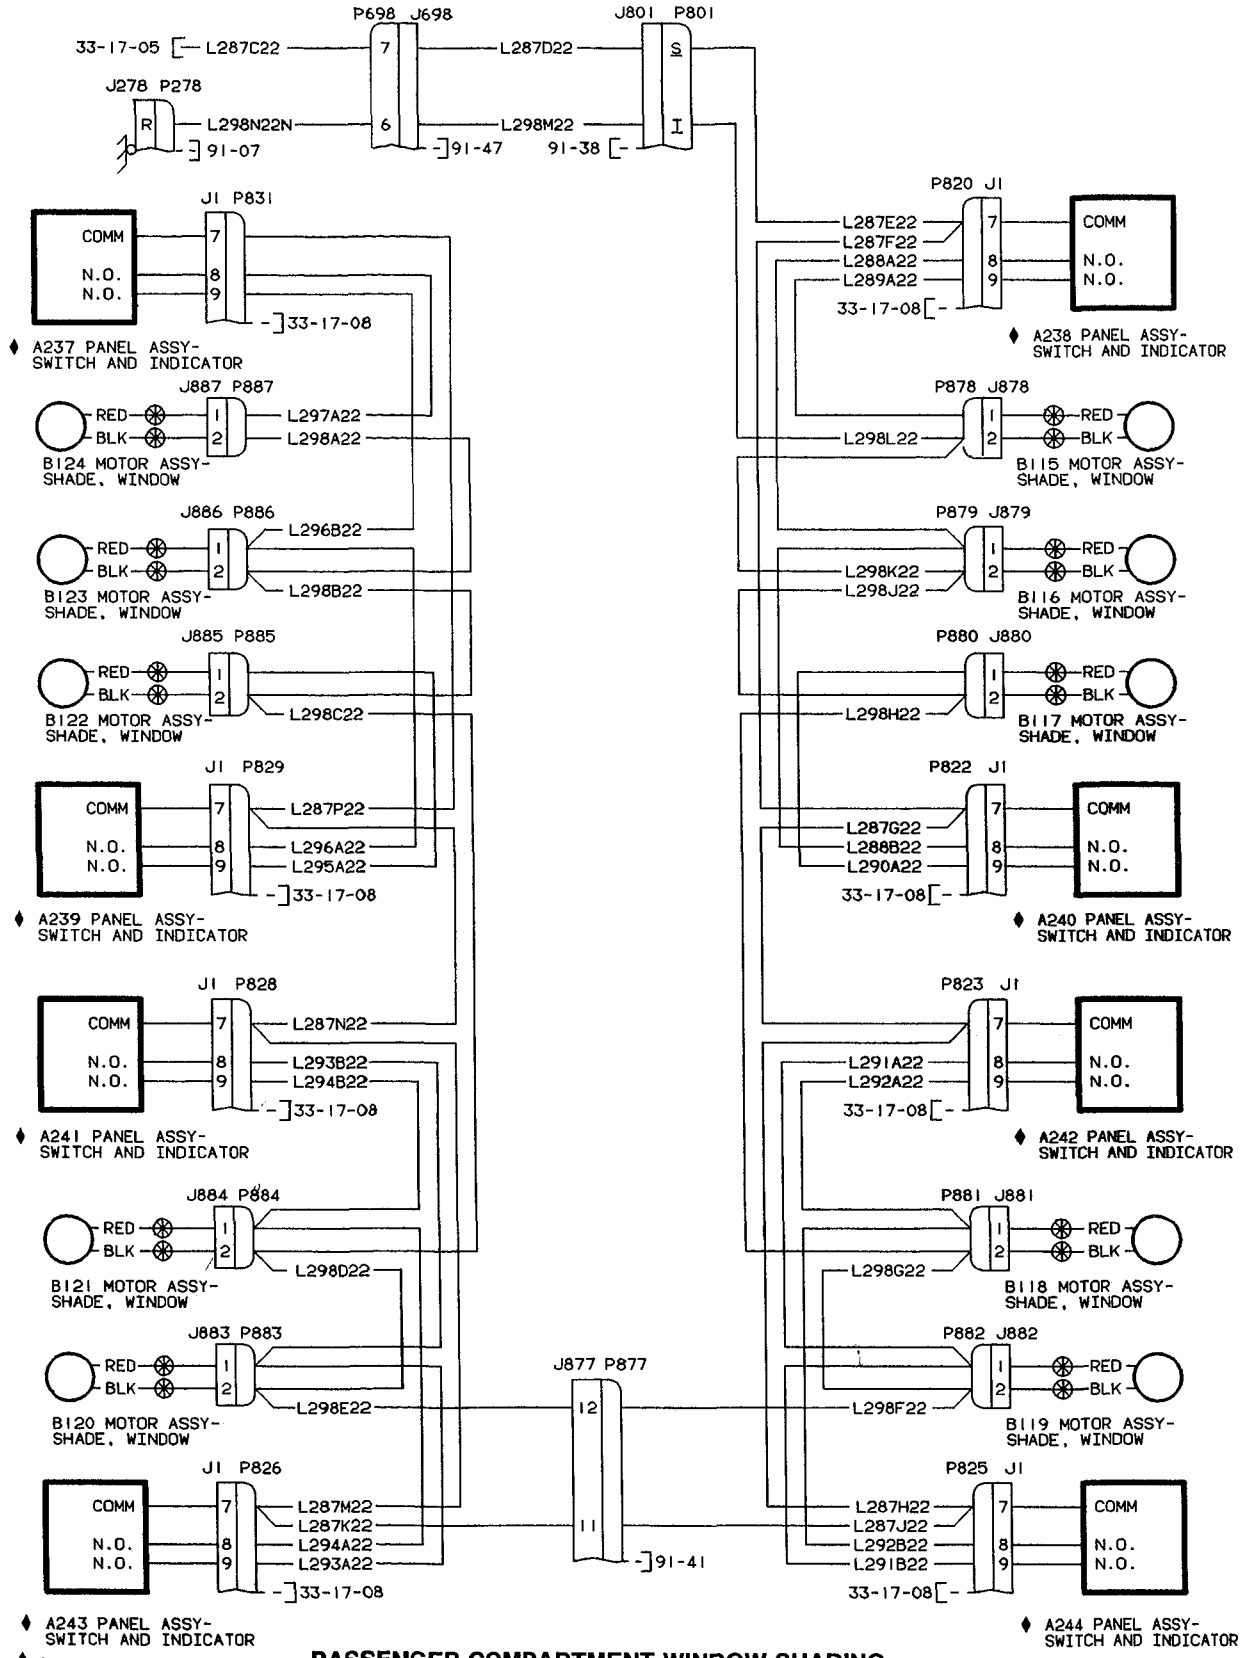 P698 J698
J801 P801
33-17-05 L287C22 7 L287D22 S
J278 P278
R L298N22N 6 L298M22 I
91-07 91-47 91-38
J1 P831
P820 J1
COMM 7
L287E22 7 COMM
L287F22
N.O. 8
L288A22 8 N.O.
N.O. 9
L289A22 9 N.O.
33-17-08
33-17-08
♦ A237 PANEL ASSY-
SWITCH AND INDICATOR
♦ A238 PANEL ASSY-
SWITCH AND INDICATOR
J887 P887
P878 J878
RED 1 L297A22
1 RED
BLK 2 L298A22
L298L22 2 BLK
B124 MOTOR ASSY-
SHADE, WINDOW
B115 MOTOR ASSY-
SHADE, WINDOW
J886 P886
P879 J879
L296B22
RED 1
1 RED
BLK 2
L298K22 2 BLK
L298B22
L298J22
B123 MOTOR ASSY-
SHADE, WINDOW
B116 MOTOR ASSY-
SHADE, WINDOW
J885 P885
P880 J880
RED 1
1 RED
BLK 2
2 BLK
L298C22
L298H22
B122 MOTOR ASSY-
SHADE, WINDOW
B117 MOTOR ASSY-
SHADE, WINDOW
J1 P829
P822 J1
COMM 7 L287P22
7 COMM
L287G22
N.O. 8 L296A22
L288B22 8 N.O.
N.O. 9 L295A22
L290A22 9 N.O.
33-17-08
33-17-08
♦ A239 PANEL ASSY-
SWITCH AND INDICATOR
♦ A240 PANEL ASSY-
SWITCH AND INDICATOR
J1 P828
P823 J1
COMM 7 L287N22
7 COMM
N.O. 8 L293B22
L291A22 8 N.O.
N.O. 9 L294B22
L292A22 9 N.O.
33-17-08
33-17-08
♦ A241 PANEL ASSY-
SWITCH AND INDICATOR
♦ A242 PANEL ASSY-
SWITCH AND INDICATOR
J884 P884
P881 J881
RED 1
1 RED
BLK 2
2 BLK
L298D22
L298G22
B121 MOTOR ASSY-
SHADE, WINDOW
B118 MOTOR ASSY-
SHADE, WINDOW
J883 P883
P882 J882
RED 1
J877 P877
1 RED
BLK 2
2 BLK
L298E22 12 L298F22
B120 MOTOR ASSY-
SHADE, WINDOW
B119 MOTOR ASSY-
SHADE, WINDOW
J1 P826
P825 J1
COMM 7 L287M22
L287H22 7 COMM
L287K22 11 L287J22
N.O. 8 L294A22
L292B22 8 N.O.
N.O. 9 L293A22
L291B22 9 N.O.
91-41
33-17-08
33-17-08
♦ A243 PANEL ASSY-
SWITCH AND INDICATOR
♦ A244 PANEL ASSY-
SWITCH AND INDICATOR
PASSENGER COMPARTMENT WINDOW SHADING